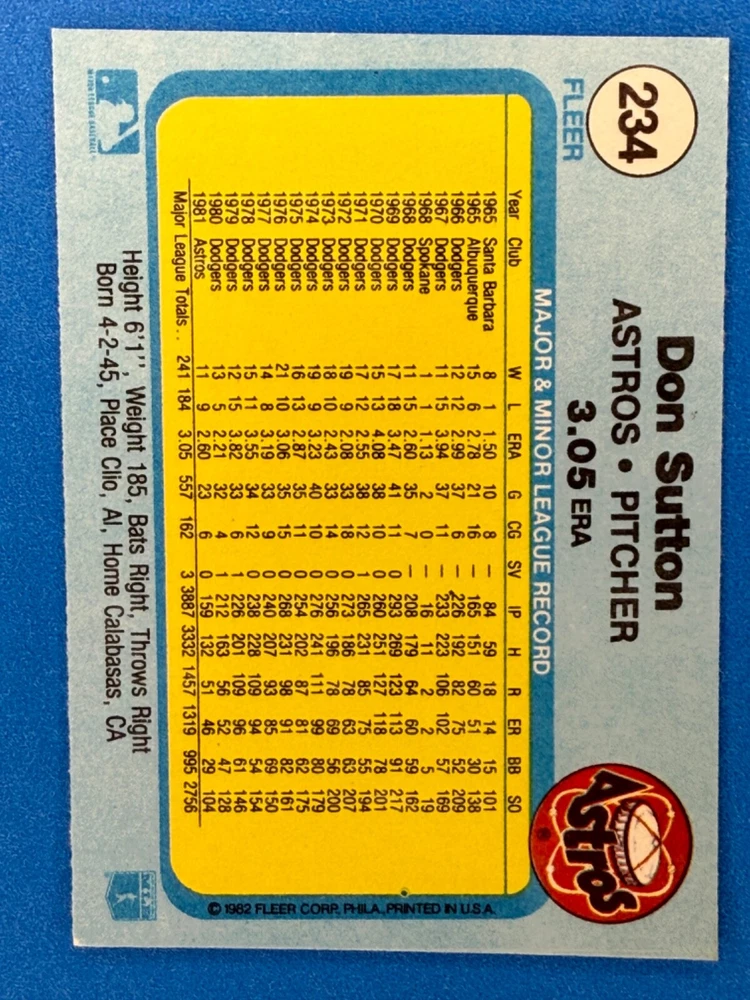 234
FLEER
Don Sutton
ASTROS • PITCHER
3.05 ERA
Astros
MAJOR & MINOR LEAGUE RECORD
Year Club W L ERA G CG SV IP H R ER BB SO
1965 Santa Barbara 8 1 1.50 10 8 — 84 59 18 14 15 101
1965 Albuquerque 15 6 2.78 21 16 — 165 151 60 51 30 138
1966 Dodgers 12 12 2.99 37 6 — 226 192 82 75 52 209
1967 Dodgers 11 15 3.94 37 11 — 233 223 106 102 57 169
1968 Spokane 1 1 1.13 2 0 — 16 11 2 2 5 19
1968 Dodgers 11 15 2.60 35 7 — 208 179 64 60 59 162
1969 Dodgers 17 18 3.47 41 11 0 293 269 123 113 91 217
1970 Dodgers 15 13 4.08 38 10 0 260 251 127 118 78 201
1971 Dodgers 17 12 2.55 38 12 1 265 231 85 75 55 194
1972 Dodgers 19 9 2.08 33 18 0 273 186 78 63 63 207
1973 Dodgers 18 10 2.43 33 14 0 256 196 78 69 56 200
1974 Dodgers 19 9 3.23 40 10 0 276 241 111 99 80 179
1975 Dodgers 16 13 2.87 35 11 0 254 202 87 81 62 175
1976 Dodgers 21 10 3.06 35 15 0 268 231 98 91 82 161
1977 Dodgers 14 8 3.19 33 9 0 240 207 93 85 69 150
1978 Dodgers 15 11 3.55 34 12 0 238 228 109 94 54 154
1979 Dodgers 12 15 3.82 33 6 1 226 201 109 96 61 146
1980 Dodgers 13 5 2.21 32 4 1 212 163 56 52 47 128
1981 Astros 11 9 2.60 23 6 0 159 132 51 46 29 104
Major League Totals . . 241 184 3.05 557 162 3 3887 3332 1457 1319 995 2756
© 1982 FLEER CORP. PHILA., PRINTED IN U.S.A.
Height 6'1", Weight 185, Bats Right, Throws Right
Born 4-2-45, Place Clio, Al, Home Calabasas, CA
MAJOR LEAGUE BASEBALL